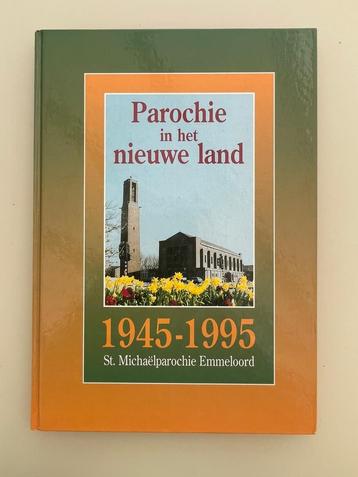 Parochie
in het
nieuwe land
1945-1995
St. Michaëlparochie Emmeloord